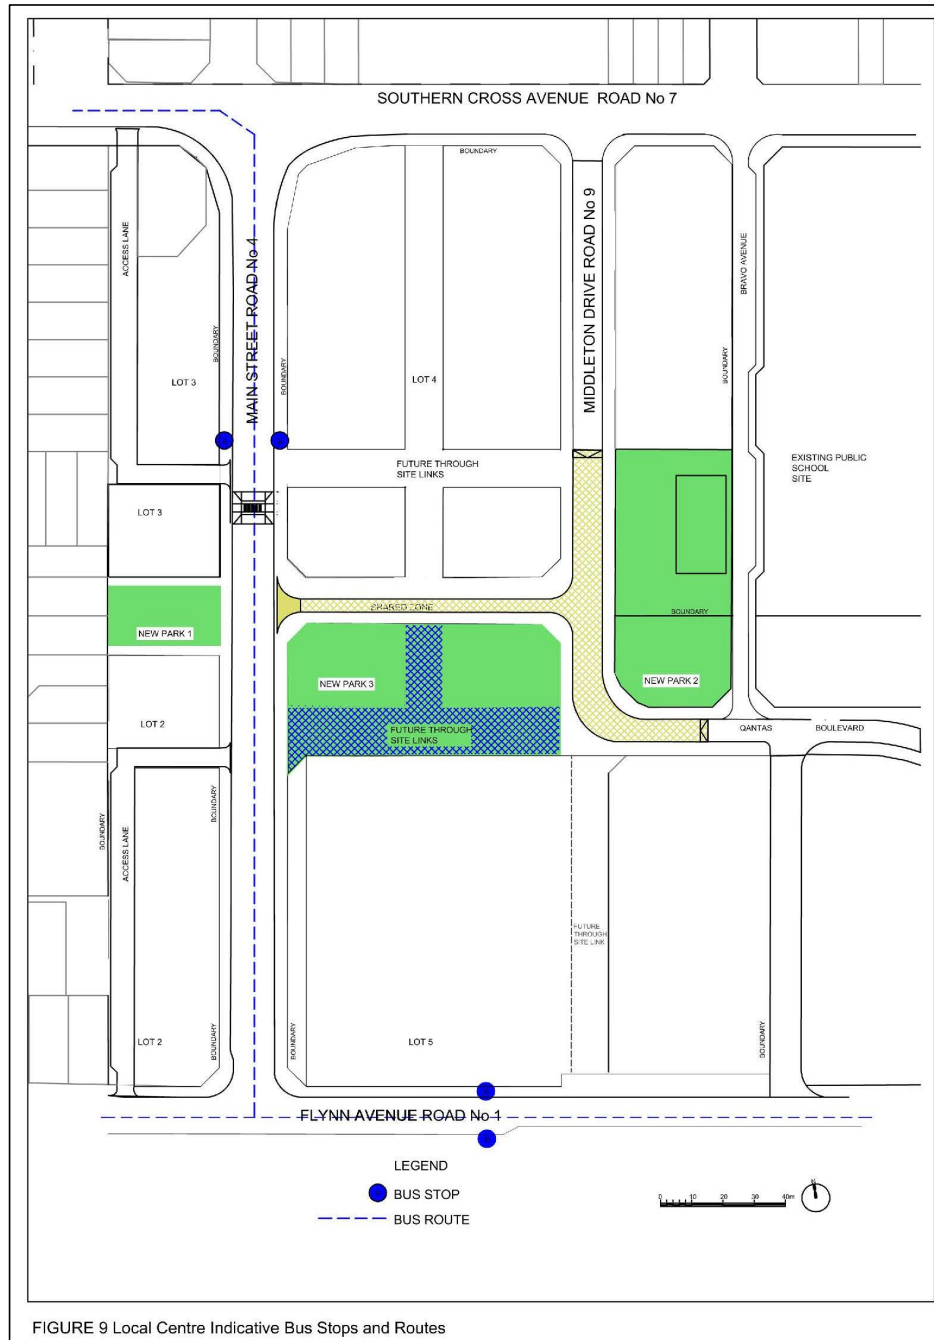 SOUTHERN CROSS AVENUE ROAD No 7
BOUNDARY
ACCESS LANE
MAIN STREET ROAD No 4
MIDDLETON DRIVE ROAD No 9
BRAVO AVENUE
BOUNDARY
BOUNDARY
BOUNDARY
LOT 3
LOT 4
FUTURE THROUGH
SITE LINKS
EXISTING PUBLIC
SCHOOL
SITE
LOT 3
SHARED ZONE
BOUNDARY
NEW PARK 1
NEW PARK 3
NEW PARK 2
LOT 2
FUTURE THROUGH
SITE LINKS
QANTAS BOULEVARD
BOUNDARY
BOUNDARY
ACCESS LANE
FUTURE
THROUGH
SITE LINK
BOUNDARY
BOUNDARY
BOUNDARY
LOT 2
LOT 5
FLYNN AVENUE ROAD No 1
LEGEND
BUS STOP
BUS ROUTE
0 10 20 30 40m
N
FIGURE 9 Local Centre Indicative Bus Stops and Routes